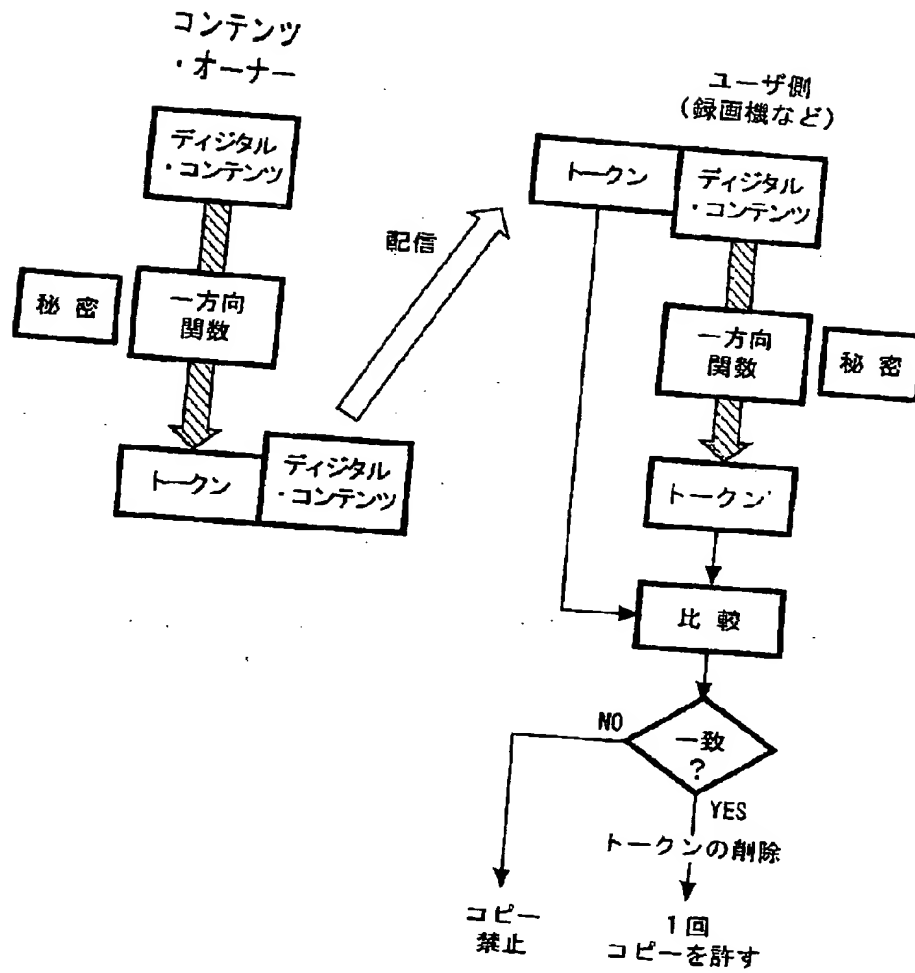 コンテンツ
・オーナー
ディジタル
・コンテンツ
秘密
一方向
関数
トークン
ディジタル
・コンテンツ
配信
ユーザ側
(録画機など)
トークン
ディジタル
・コンテンツ
一方向
関数
秘密
トークン'
比較
一致
?
NO
YES
トークンの削除
コピー
禁止
1回
コピーを許す